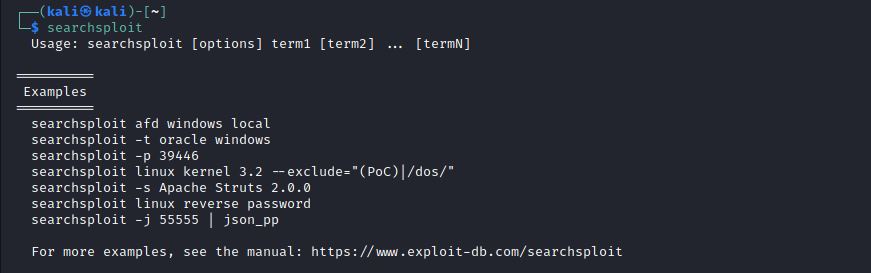 ┌──(kali㉿kali)-[~]
└─$ searchsploit
Usage: searchsploit [options] term1 [term2] ... [termN]
==========
Examples
==========
searchsploit afd windows local
searchsploit -t oracle windows
searchsploit -p 39446
searchsploit linux kernel 3.2 --exclude="(PoC)|/dos/"
searchsploit -s Apache Struts 2.0.0
searchsploit linux reverse password
searchsploit -j 55555 | json_pp
For more examples, see the manual: https://www.exploit-db.com/searchsploit